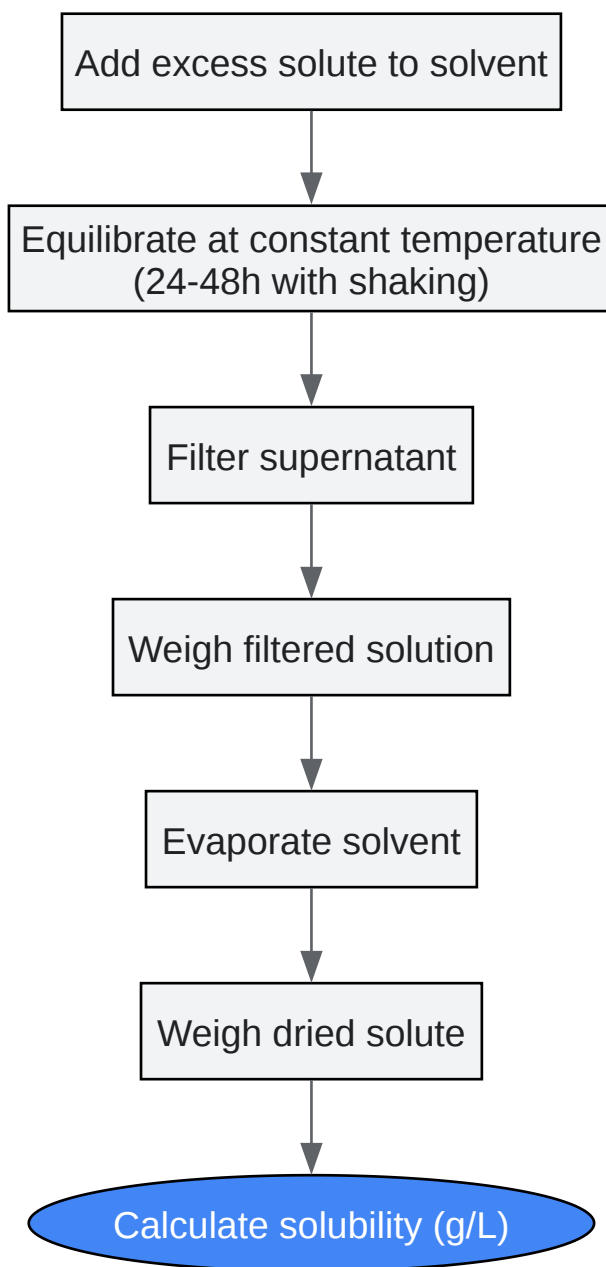 Add excess solute to solvent
Equilibrate at constant temperature
(24-48h with shaking)
Filter supernatant
Weigh filtered solution
Evaporate solvent
Weigh dried solute
Calculate solubility (g/L)